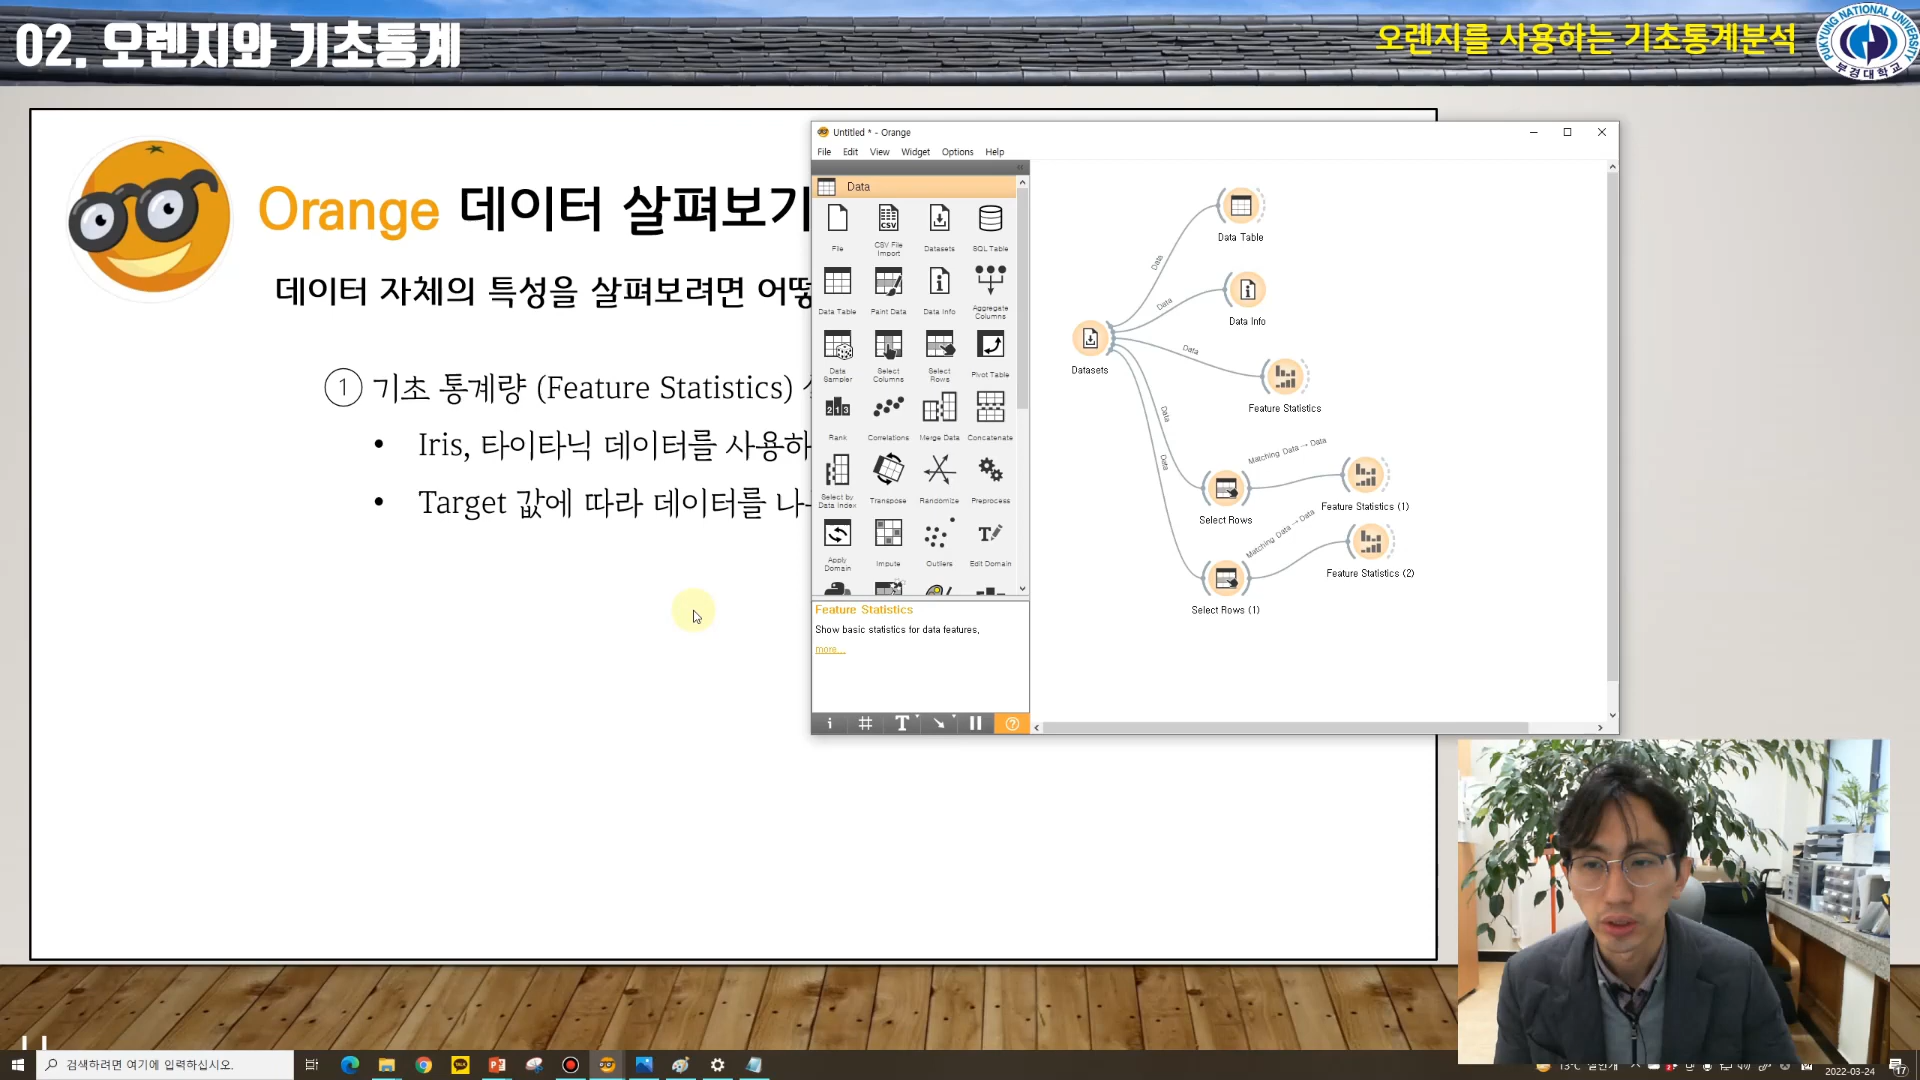 02. 오렌지와 기초통계
오렌지를 사용하는 기초통계분석
PUKYONG NATIONAL UNIVERSITY
부경대학교
Orange 데이터 살펴보기
데이터 자체의 특성을 살펴보려면
① 기초 통계량 (Feature Statistics)
• Iris, 타이타닉 데이터를
• Target 값에 따라 데이터를
Untitled * - Orange
File Edit View Widget Options Help
Data
File
CSV File Import
Datasets
SQL Table
Data Table
Paint Data
Data Info
Aggregate Columns
Data Sampler
Select Columns
Select Rows
Pivot Table
Rank
Correlations
Merge Data
Concatenate
Select by Data Index
Transpose
Randomize
Preprocess
Apply Domain
Impute
Outliers
Edit Domain
Feature Statistics
Show basic statistics for data features,
more...
Data Table
Data
Data Info
Data
Datasets
Data
Feature Statistics
Data
Data
Matching Data → Data
Select Rows
Feature Statistics (1)
Matching Data → Data
Select Rows (1)
Feature Statistics (2)
검색하려면 여기에 입력하십시오.
13°C
2022-03-24
17